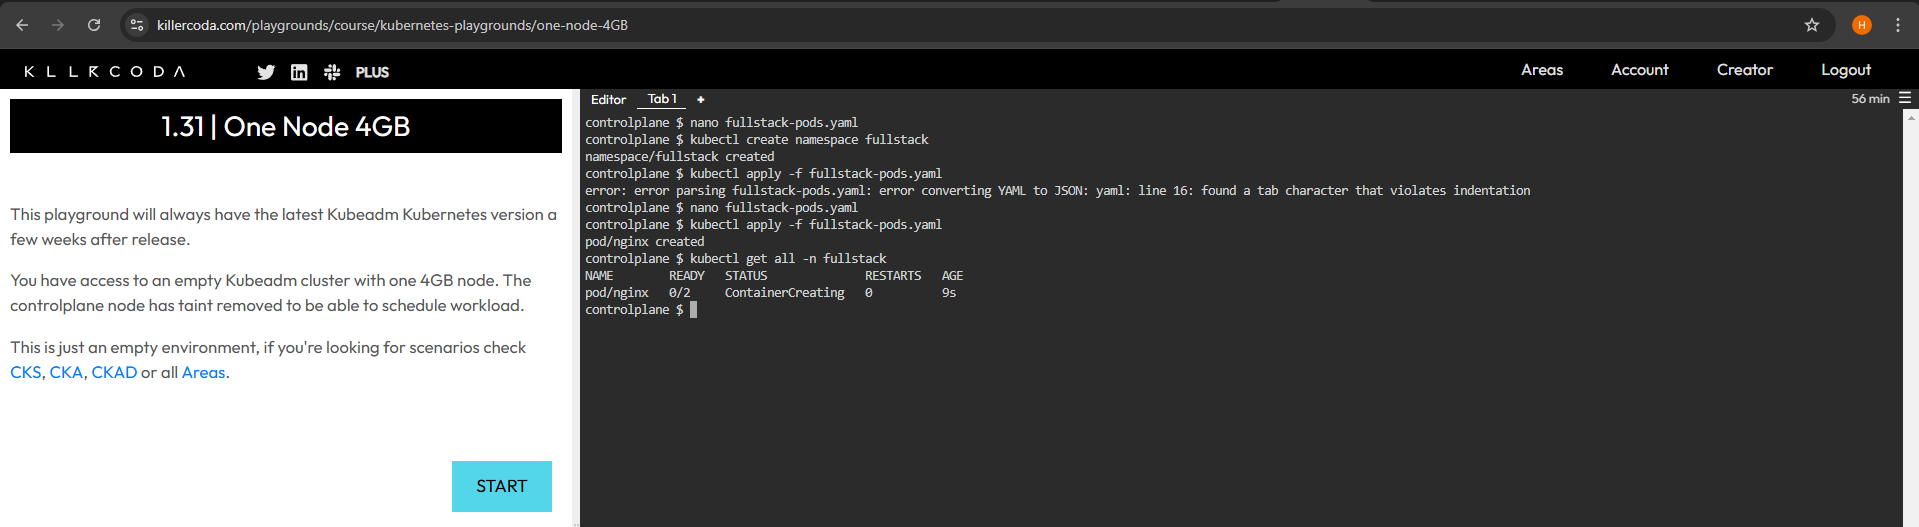 killercoda.com/playgrounds/course/kubernetes-playgrounds/one-node-4GB
H
KLLRCODA
PLUS
Areas
Account
Creator
Logout
1.31 | One Node 4GB
This playground will always have the latest Kubeadm Kubernetes version a
few weeks after release.
You have access to an empty Kubeadm cluster with one 4GB node. The
controlplane node has taint removed to be able to schedule workload.
This is just an empty environment, if you're looking for scenarios check
CKS, CKA, CKAD or all Areas.
START
Editor
Tab 1
+
56 min
controlplane $ nano fullstack-pods.yaml
controlplane $ kubectl create namespace fullstack
namespace/fullstack created
controlplane $ kubectl apply -f fullstack-pods.yaml
error: error parsing fullstack-pods.yaml: error converting YAML to JSON: yaml: line 16: found a tab character that violates indentation
controlplane $ nano fullstack-pods.yaml
controlplane $ kubectl apply -f fullstack-pods.yaml
pod/nginx created
controlplane $ kubectl get all -n fullstack
NAME READY STATUS RESTARTS AGE
pod/nginx 0/2 ContainerCreating 0 9s
controlplane $